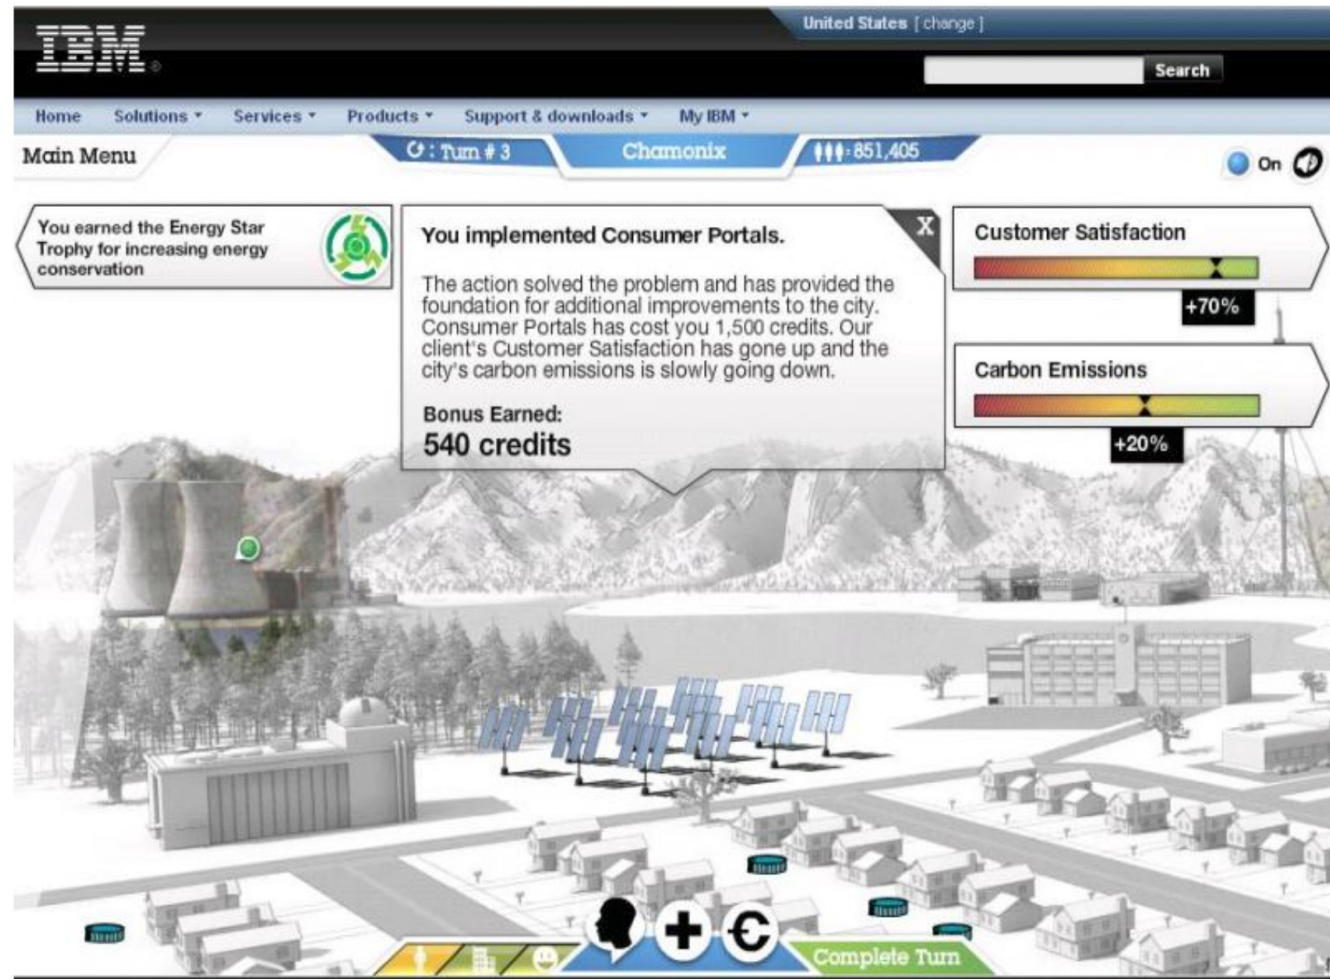 United States [ change ]
IBM®
Search
Home Solutions Services Products Support & downloads My IBM
Main Menu
: Turn # 3
Chamonix
: 851,405
On
You earned the Energy Star
Trophy for increasing energy
conservation
X
You implemented Consumer Portals.
The action solved the problem and has provided the
foundation for additional improvements to the city.
Consumer Portals has cost you 1,500 credits. Our
client's Customer Satisfaction has gone up and the
city's carbon emissions is slowly going down.
Bonus Earned:
540 credits
Customer Satisfaction
+70%
Carbon Emissions
+20%
€
Complete Turn